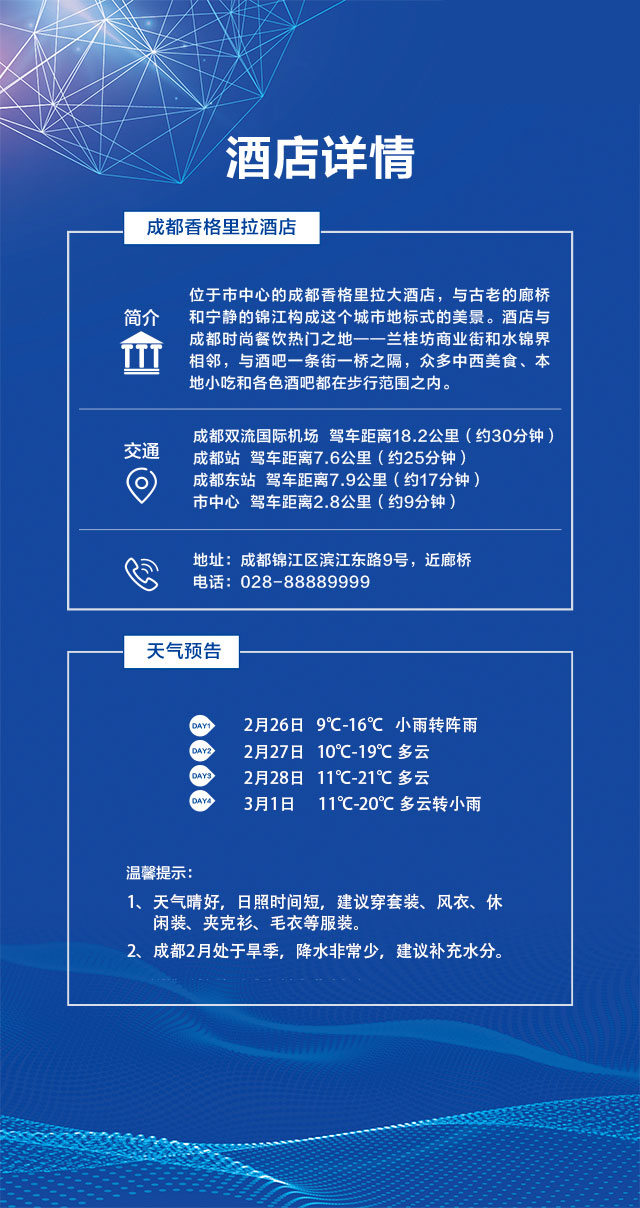 酒店详情
成都香格里拉酒店
简介
位于市中心的成都香格里拉大酒店，与古老的廊桥
和宁静的锦江构成这个城市地标式的美景。酒店与
成都时尚餐饮热门之地——兰桂坊商业街和水锦界
相邻，与酒吧一条街一桥之隔，众多中西美食、本
地小吃和各色酒吧都在步行范围之内。
交通
成都双流国际机场 驾车距离18.2公里（约30分钟）
成都站 驾车距离7.6公里（约25分钟）
成都东站 驾车距离7.9公里（约17分钟）
市中心 驾车距离2.8公里（约9分钟）
地址：成都锦江区滨江东路9号，近廊桥
电话：028-88889999
天气预告
DAY1 2月26日 9℃-16℃ 小雨转阵雨
DAY2 2月27日 10℃-19℃ 多云
DAY3 2月28日 11℃-21℃ 多云
DAY4 3月1日 11℃-20℃ 多云转小雨
温馨提示：
1、天气晴好，日照时间短，建议穿套装、风衣、休
闲装、夹克衫、毛衣等服装。
2、成都2月处于旱季，降水非常少，建议补充水分。